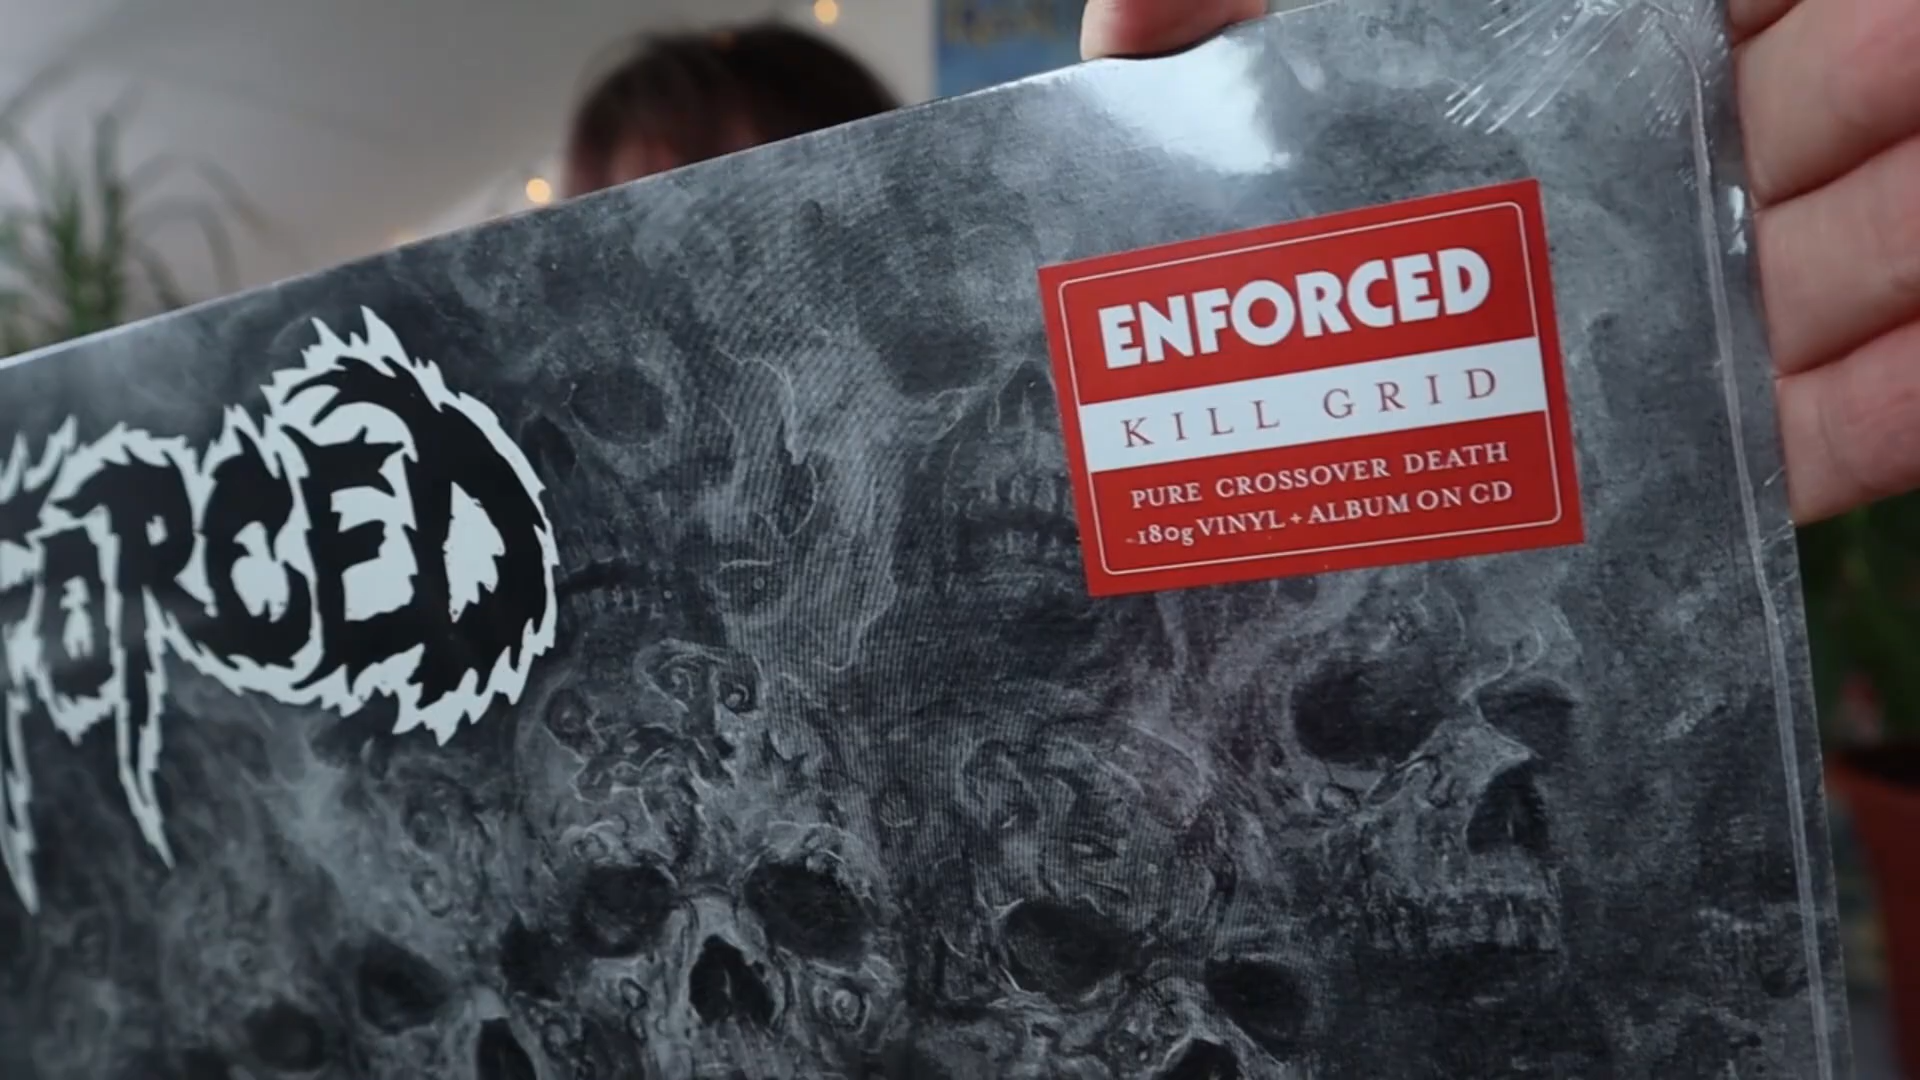 FORCED
ENFORCED
KILL GRID
PURE CROSSOVER DEATH
180g VINYL + ALBUM ON CD